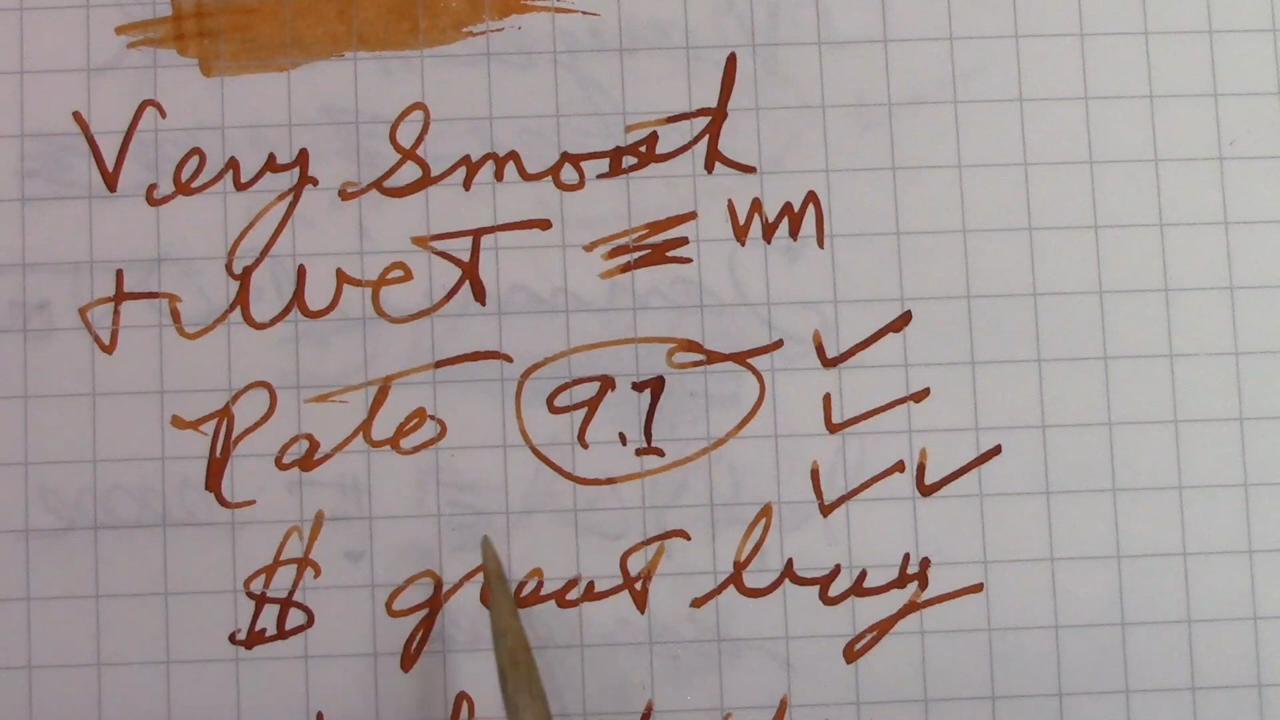 Very Smooth
+ wet
Rate 9.1 ✓
✓
✓✓
$ great buy